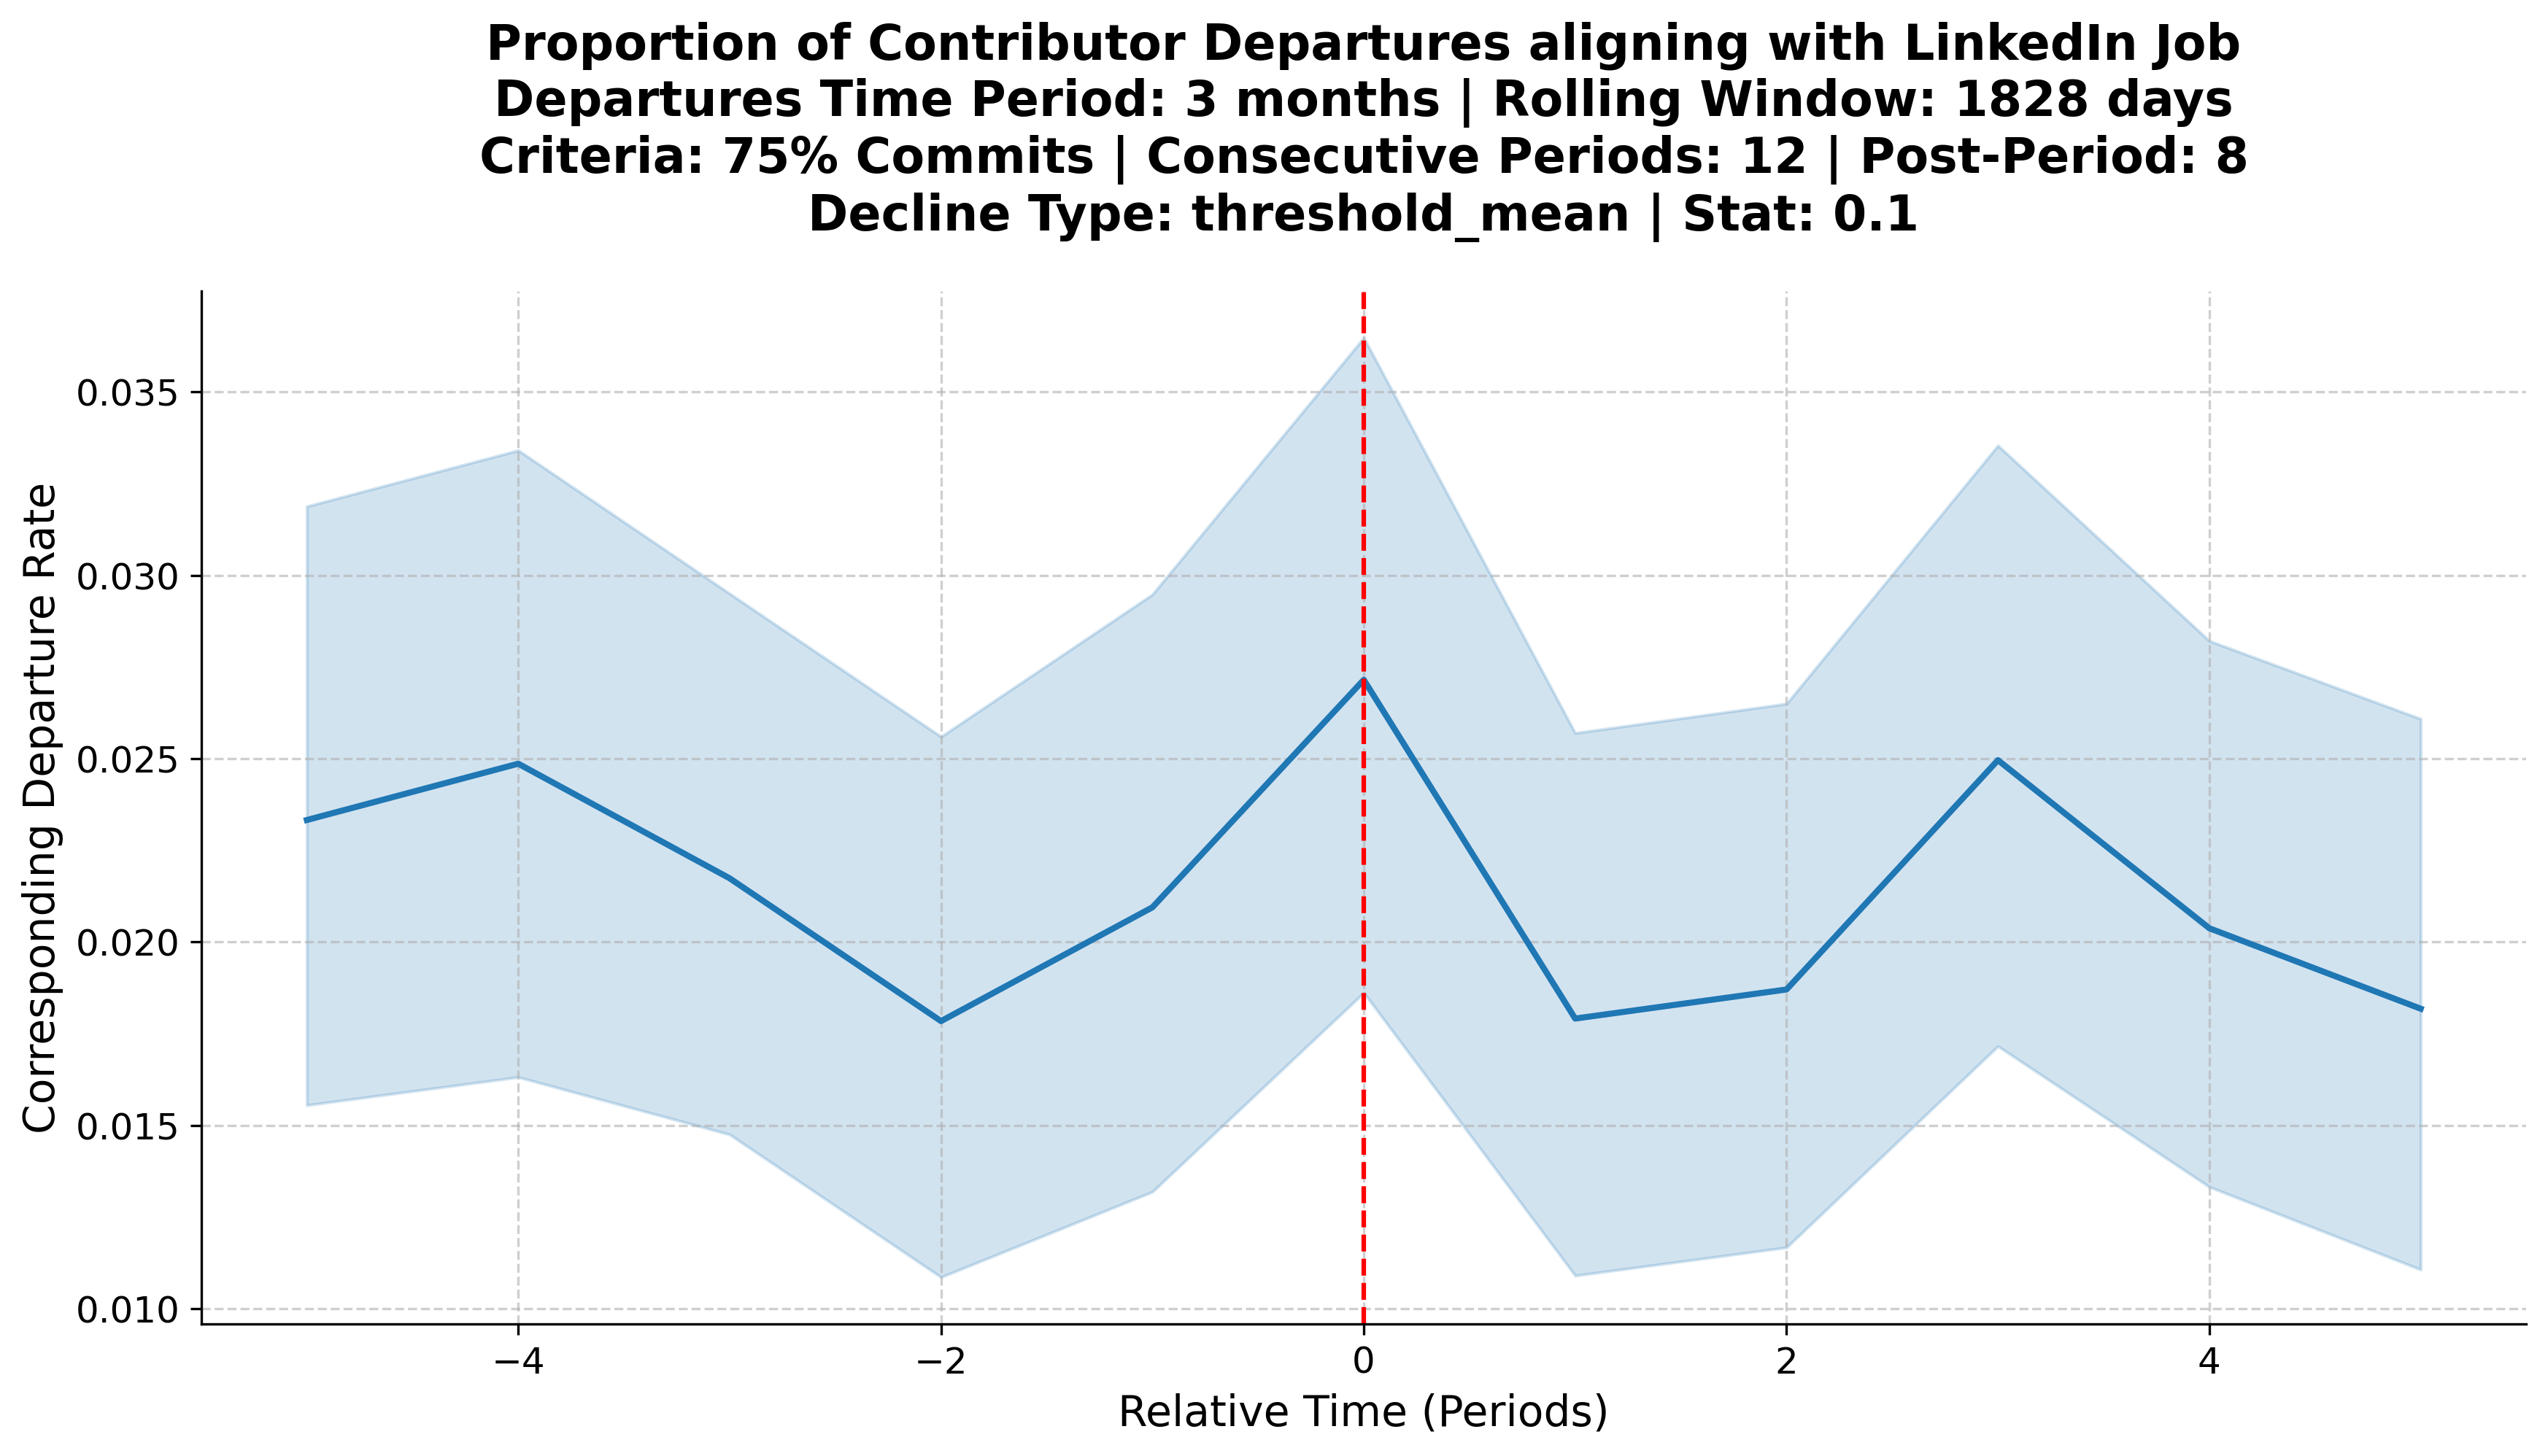 Proportion of Contributor Departures aligning with LinkedIn Job
Departures Time Period: 3 months | Rolling Window: 1828 days
Criteria: 75% Commits | Consecutive Periods: 12 | Post-Period: 8
Decline Type: threshold_mean | Stat: 0.1
Corresponding Departure Rate
0.035
0.030
0.025
0.020
0.015
0.010
−4
−2
0
2
4
Relative Time (Periods)